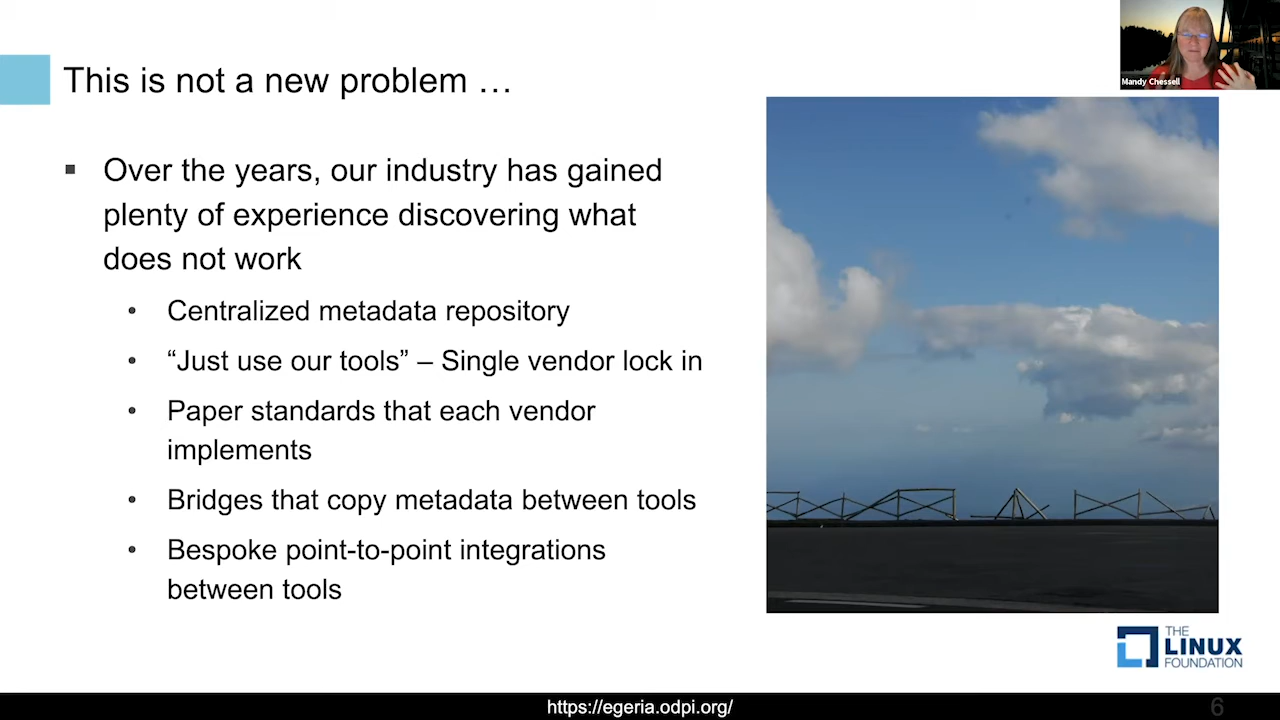 This is not a new problem …
Mandy Chessell
▪ Over the years, our industry has gained
plenty of experience discovering what
does not work
• Centralized metadata repository
• “Just use our tools” – Single vendor lock in
• Paper standards that each vendor
implements
• Bridges that copy metadata between tools
• Bespoke point-to-point integrations
between tools
THE
LINUX
FOUNDATION
https://egeria.odpi.org/
6